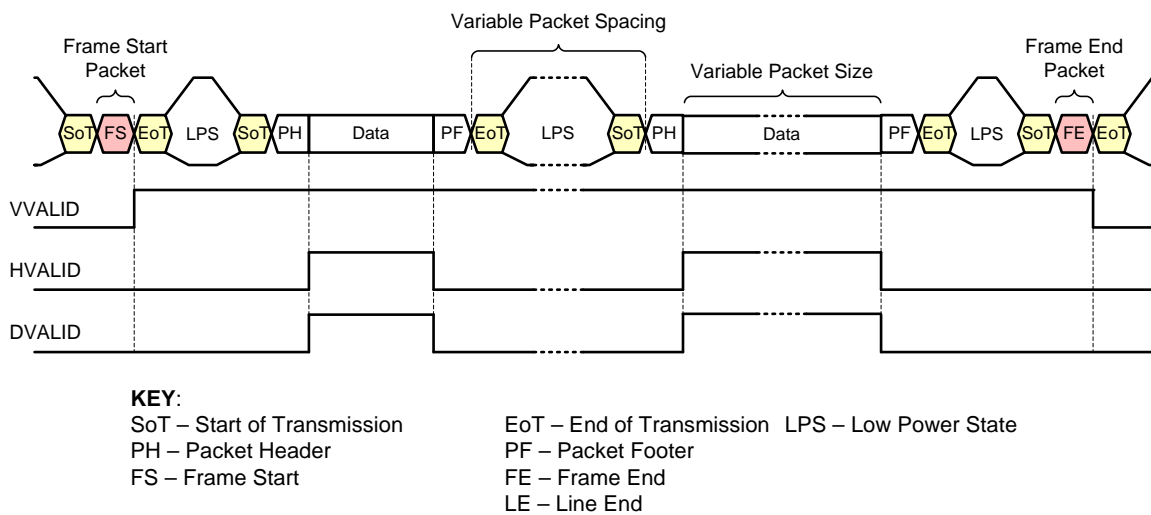 Variable Packet Spacing
Frame Start
Packet
Variable Packet Size
Frame End
Packet
SoT FS EoT LPS SoT PH Data PF EoT LPS SoT PH Data PF EoT LPS SoT FE EoT
VVALID
HVALID
DVALID
KEY:
SoT – Start of Transmission EoT – End of Transmission LPS – Low Power State
PH – Packet Header PF – Packet Footer
FS – Frame Start FE – Frame End
LE – Line End